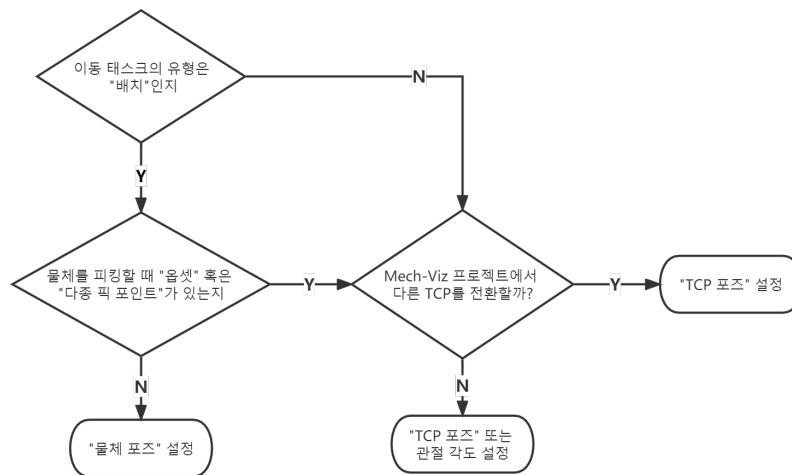 이동 태스크의 유형은
"배치"인지
N
Y
물체를 피킹할 때 "옵셋" 혹은
"다종 픽 포인트"가 있는지
Y
Mech-Viz 프로젝트에서
다른 TCP를 전환할까?
Y
"TCP 포즈" 설정
N
"물체 포즈" 설정
N
"TCP 포즈" 또는
관절 각도 설정